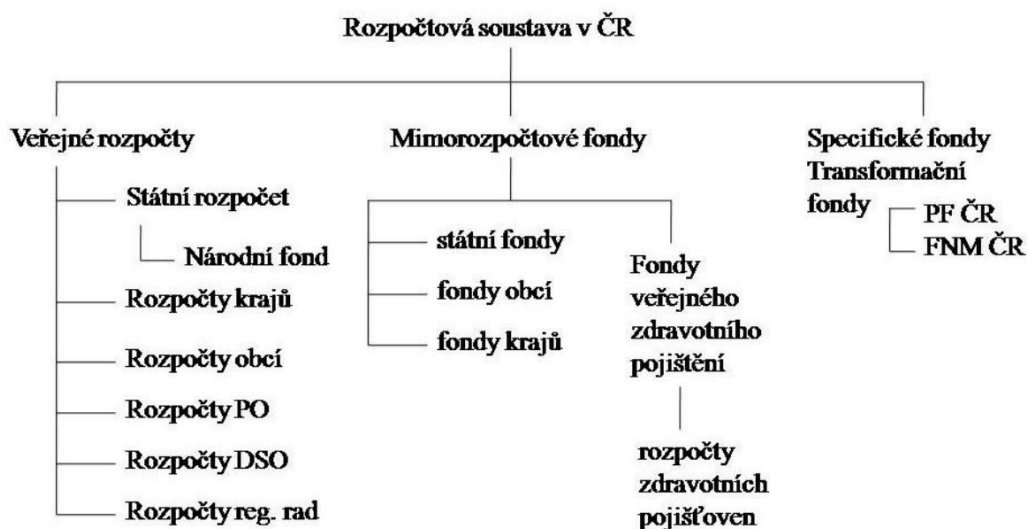 Rozpočtová soustava v ČR
Veřejné rozpočty
Státní rozpočet
Národní fond
Rozpočty krajů
Rozpočty obcí
Rozpočty PO
Rozpočty DSO
Rozpočty reg. rad
Mimorozpočtové fondy
státní fondy
fondy obcí
fondy krajů
Fondy
veřejného
zdravotního
pojištění
rozpočty
zdravotních
pojišťoven
Specifické fondy
Transformační
fondy
PF ČR
FNM ČR